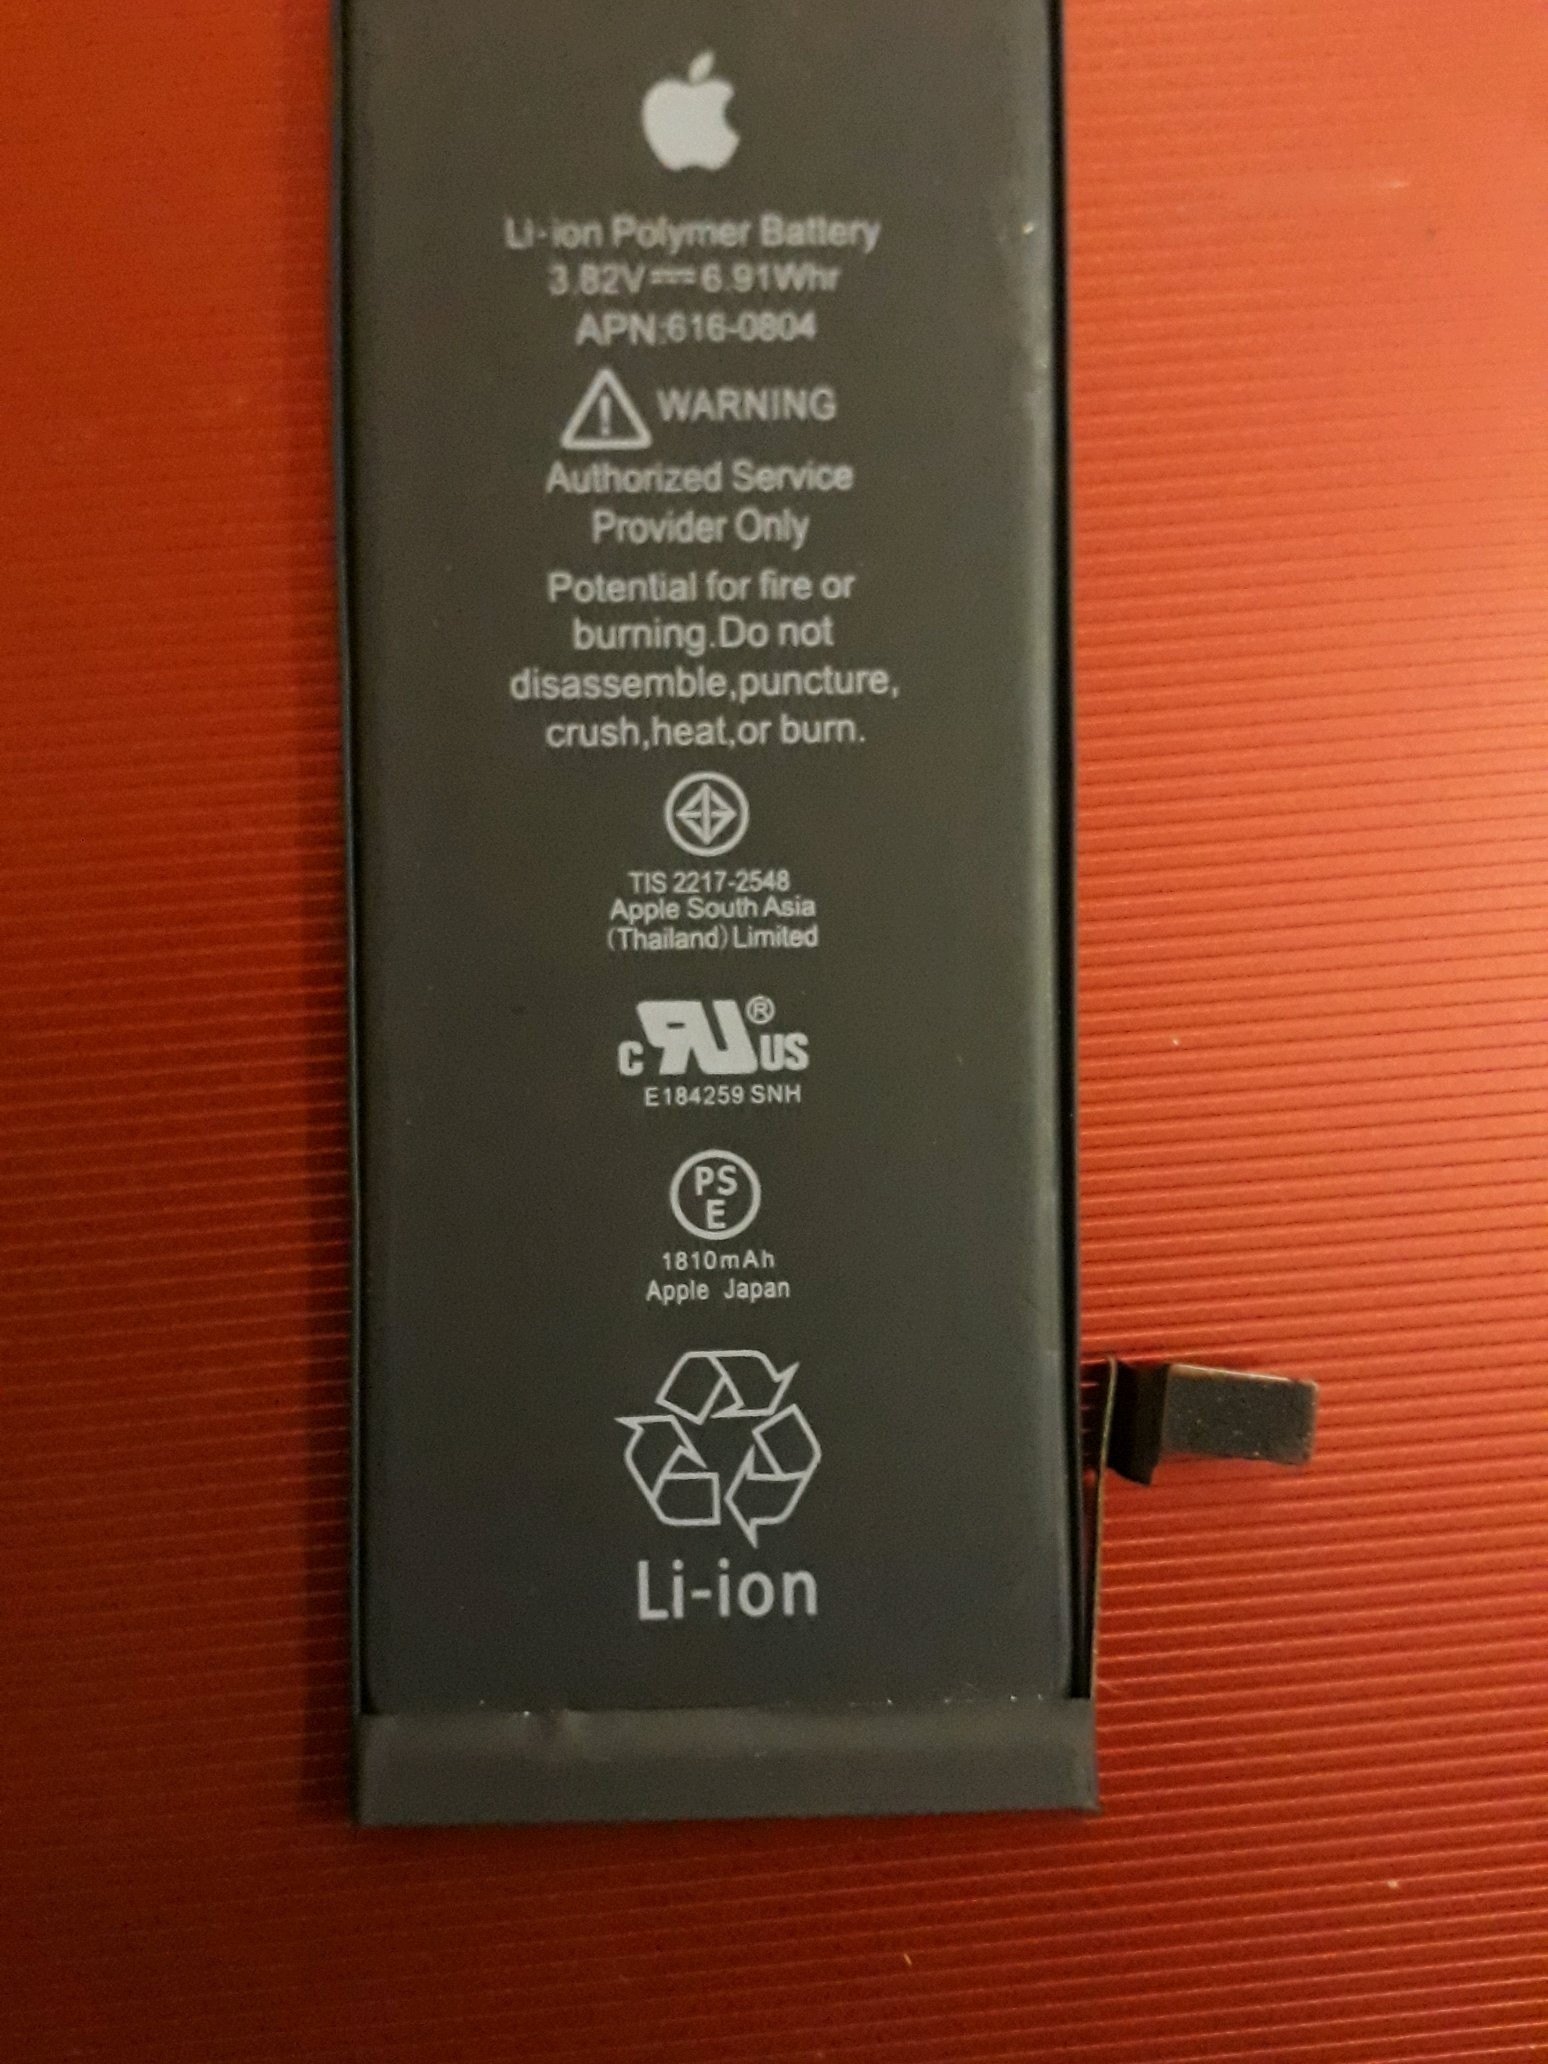 Li-ion Polymer Battery
3.82V⎓6.91Whr
APN:616-0804
WARNING
Authorized Service
Provider Only
Potential for fire or
burning.Do not
disassemble,puncture,
crush,heat,or burn.
TIS 2217-2548
Apple South Asia
(Thailand)Limited
c RU ® US
E184259 SNH
PS
E
1810mAh
Apple Japan
Li-ion